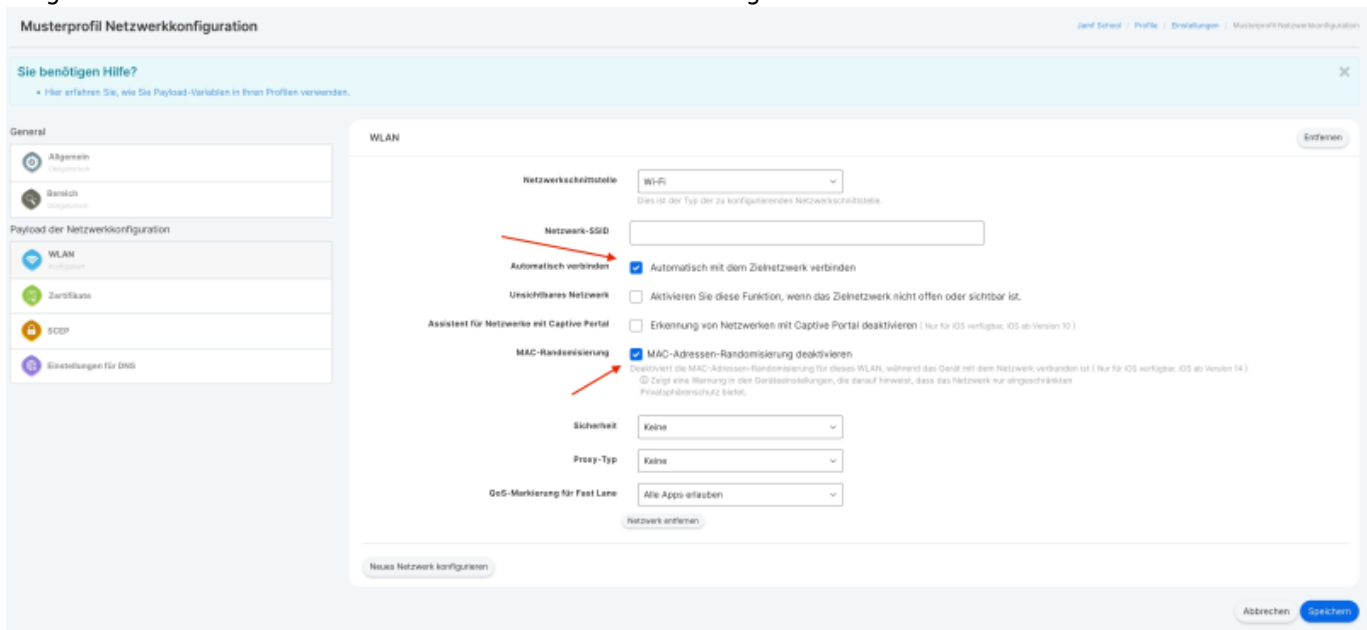 Musterprofil Netzwerkkonfiguration
Jamf School / Profile / Einstellungen / Musterprofil Netzwerkkonfiguration
Sie benötigen Hilfe?
• Hier erfahren Sie, wie Sie Payload-Variablen in Ihren Profilen verwenden.
General
Allgemein
Obligatorisch
Bereich
Obligatorisch
Payload der Netzwerkkonfiguration
WLAN
Konfiguriert
Zertifikate
SCEP
Einstellungen für DNS
WLAN
Entfernen
Netzwerkschnittstelle
Wi-Fi
Dies ist der Typ der zu konfigurierenden Netzwerkschnittstelle.
Netzwerk-SSID
Automatisch verbinden
Automatisch mit dem Zielnetzwerk verbinden
Unsichtbares Netzwerk
Aktivieren Sie diese Funktion, wenn das Zielnetzwerk nicht offen oder sichtbar ist.
Assistent für Netzwerke mit Captive Portal
Erkennung von Netzwerken mit Captive Portal deaktivieren ( Nur für iOS verfügbar, iOS ab Version 10 )
MAC-Randomisierung
MAC-Adressen-Randomisierung deaktivieren
Deaktiviert die MAC-Adressen-Randomisierung für dieses WLAN, während das Gerät mit dem Netzwerk verbunden ist ( Nur für iOS verfügbar, iOS ab Version 14 )
Zeigt eine Warnung in den Geräteeinstellungen, die darauf hinweist, dass das Netzwerk nur eingeschränkten
Privatsphärenschutz bietet.
Sicherheit
Keine
Proxy-Typ
Keine
QoS-Markierung für Fast Lane
Alle Apps erlauben
Netzwerk entfernen
Neues Netzwerk konfigurieren
Abbrechen
Speichern